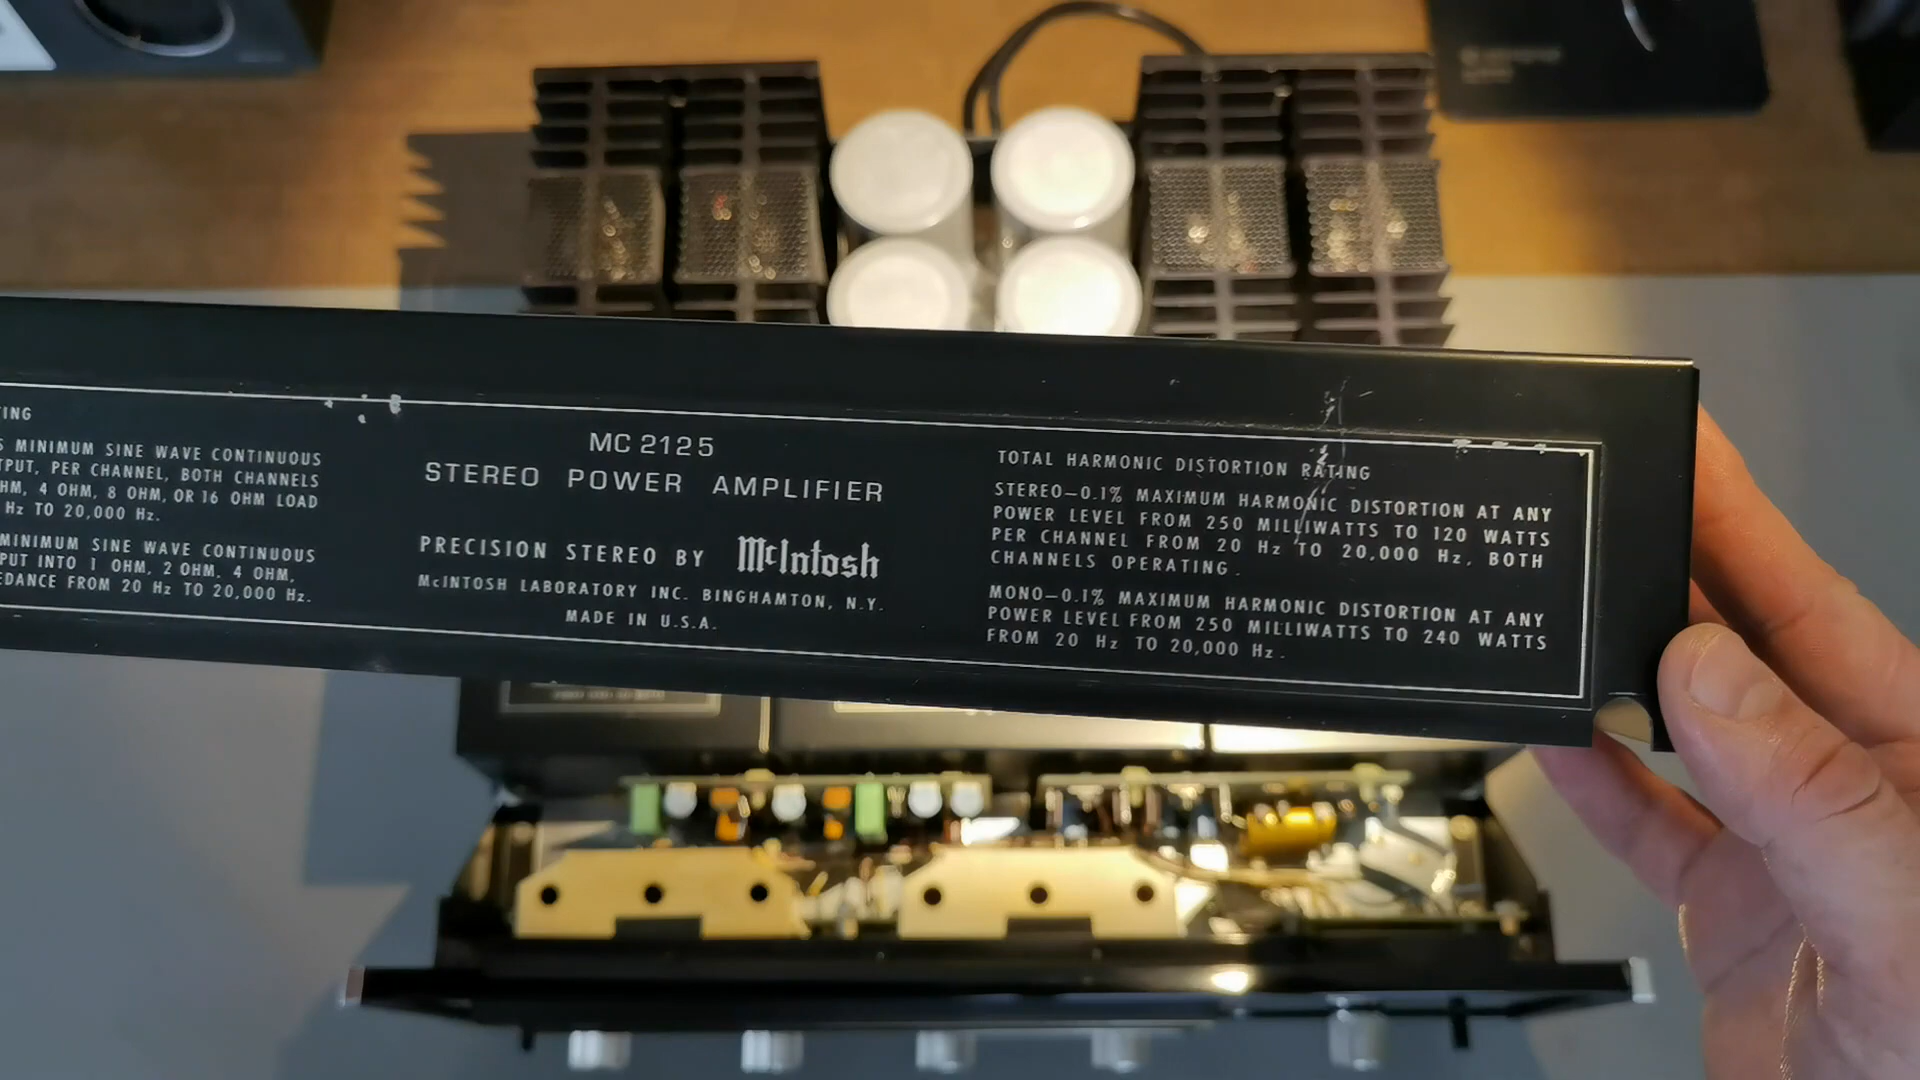 ING
S MINIMUM SINE WAVE CONTINUOUS
TPUT, PER CHANNEL, BOTH CHANNELS
HM, 4 OHM, 8 OHM, OR 16 OHM LOAD
Hz TO 20,000 Hz.
MINIMUM SINE WAVE CONTINUOUS
PUT INTO 1 OHM, 2 OHM, 4 OHM,
EDANCE FROM 20 Hz TO 20,000 Hz.
MC 2125
STEREO POWER AMPLIFIER
PRECISION STEREO BY McIntosh
McINTOSH LABORATORY INC. BINGHAMTON, N.Y.
MADE IN U.S.A.
TOTAL HARMONIC DISTORTION RATING
STEREO—0.1% MAXIMUM HARMONIC DISTORTION AT ANY
POWER LEVEL FROM 250 MILLIWATTS TO 120 WATTS
PER CHANNEL FROM 20 Hz TO 20,000 Hz, BOTH
CHANNELS OPERATING.
MONO—0.1% MAXIMUM HARMONIC DISTORTION AT ANY
POWER LEVEL FROM 250 MILLIWATTS TO 240 WATTS
FROM 20 Hz TO 20,000 Hz.